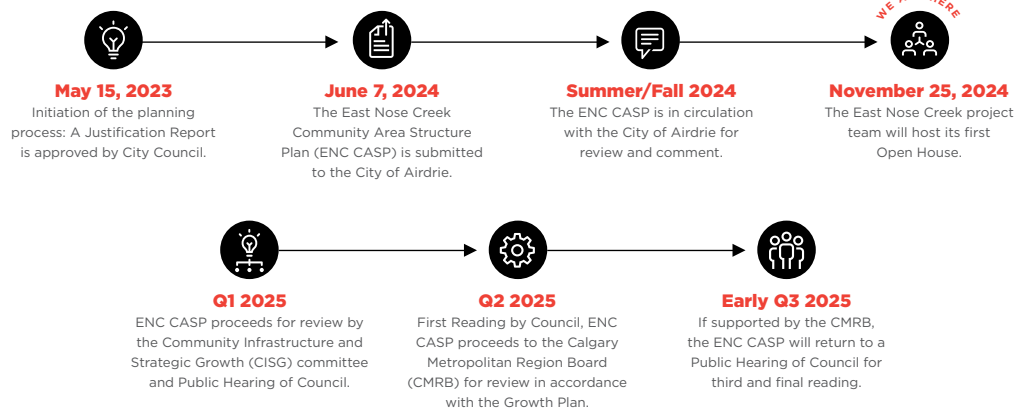 WE ARE HERE
May 15, 2023
Initiation of the planning
process: A Justification Report
is approved by City Council.
June 7, 2024
The East Nose Creek
Community Area Structure
Plan (ENC CASP) is submitted
to the City of Airdrie.
Summer/Fall 2024
The ENC CASP is in circulation
with the City of Airdrie for
review and comment.
November 25, 2024
The East Nose Creek project
team will host its first
Open House.
Q1 2025
ENC CASP proceeds for review by
the Community Infrastructure and
Strategic Growth (CISG) committee
and Public Hearing of Council.
Q2 2025
First Reading by Council, ENC
CASP proceeds to the Calgary
Metropolitan Region Board
(CMRB) for review in accordance
with the Growth Plan.
Early Q3 2025
If supported by the CMRB,
the ENC CASP will return to a
Public Hearing of Council for
third and final reading.